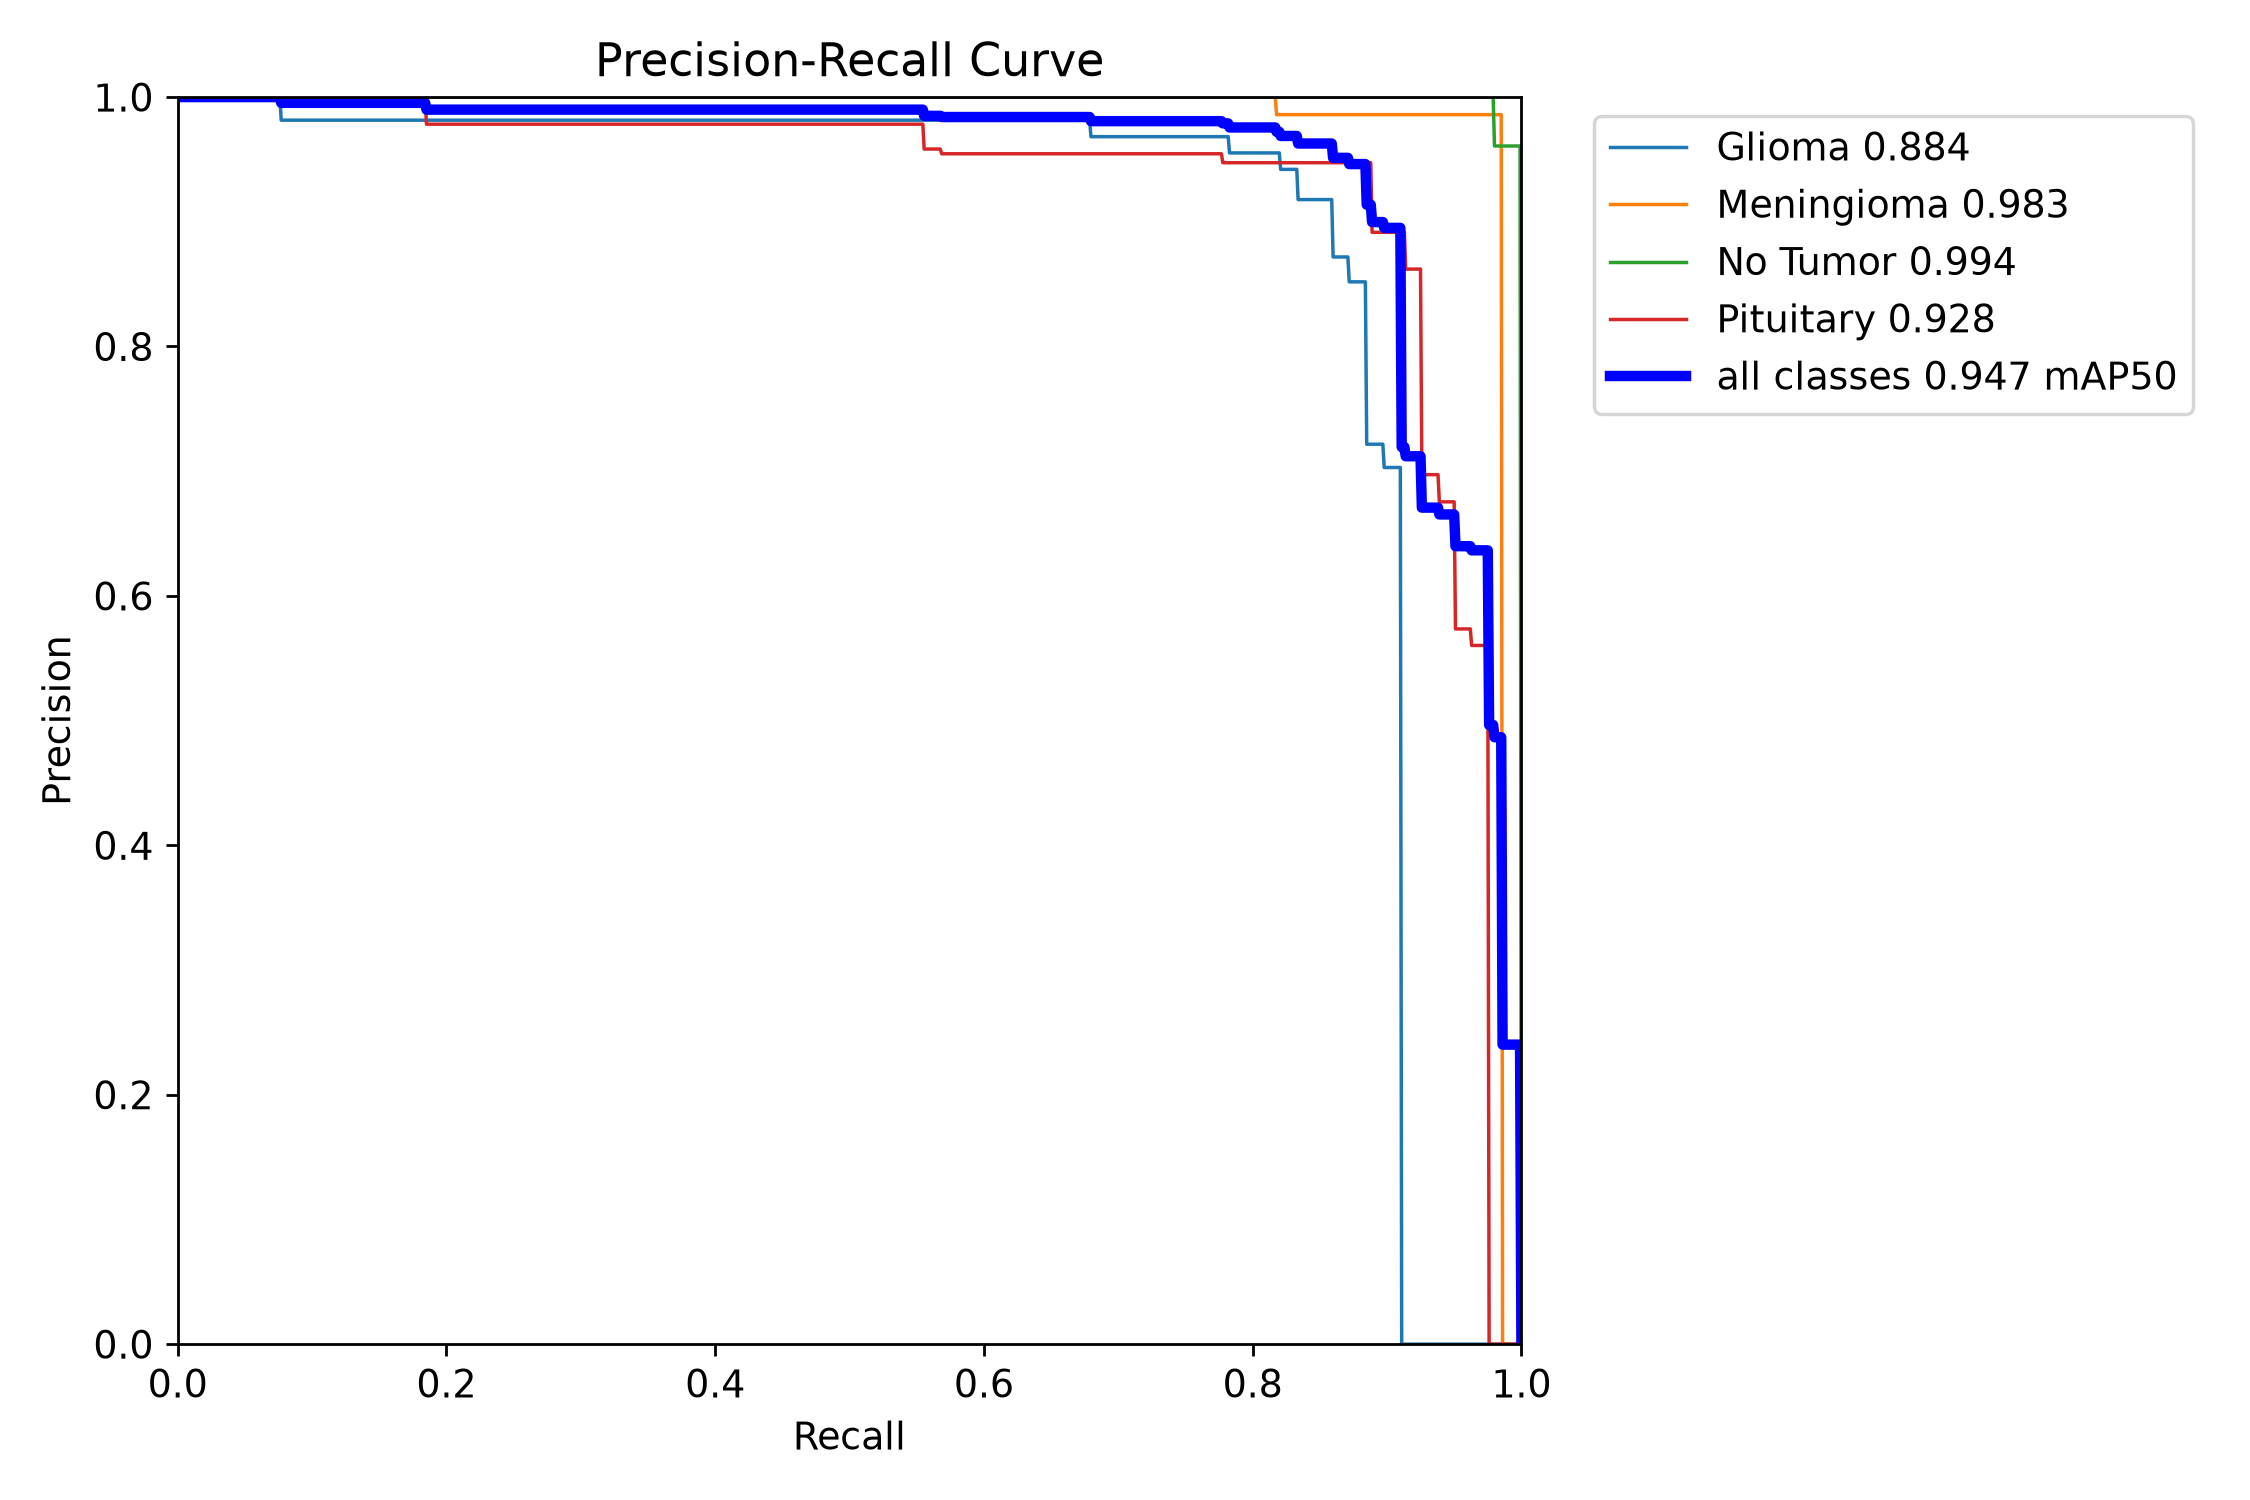 Precision-Recall Curve
1.0
0.8
0.6
0.4
0.2
0.0
Precision
0.0 0.2 0.4 0.6 0.8 1.0
Recall
Glioma 0.884
Meningioma 0.983
No Tumor 0.994
Pituitary 0.928
all classes 0.947 mAP50